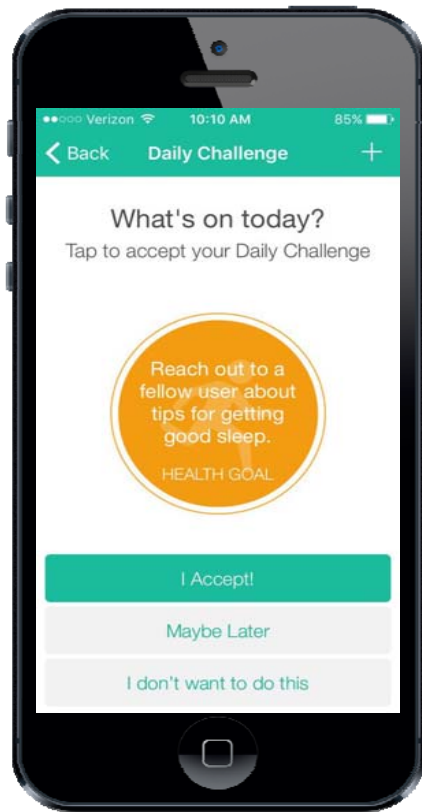 Verizon 10:10 AM 85%
Back Daily Challenge +
What's on today?
Tap to accept your Daily Challenge
Reach out to a
fellow user about
tips for getting
good sleep.
HEALTH GOAL
I Accept!
Maybe Later
I don't want to do this